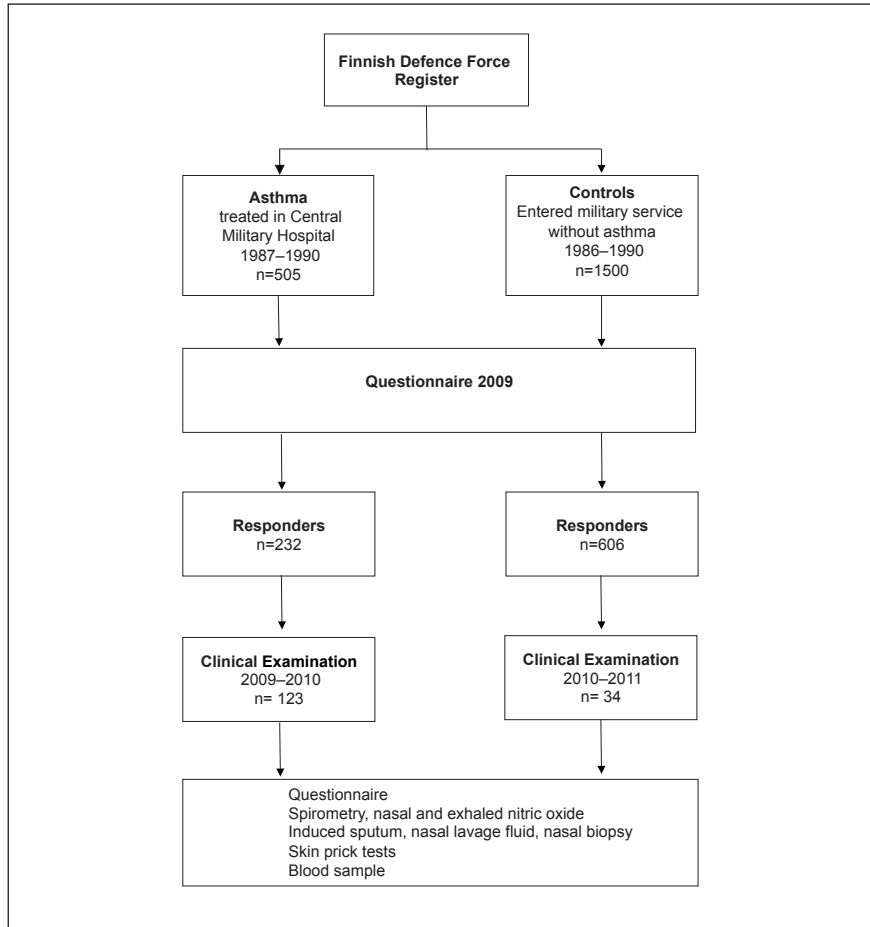 Finnish Defence Force
Register
Asthma
treated in Central
Military Hospital
1987–1990
n=505
Controls
Entered military service
without asthma
1986–1990
n=1500
Questionnaire 2009
Responders
n=232
Responders
n=606
Clinical Examination
2009–2010
n= 123
Clinical Examination
2010–2011
n= 34
Questionnaire
Spirometry, nasal and exhaled nitric oxide
Induced sputum, nasal lavage fluid, nasal biopsy
Skin prick tests
Blood sample